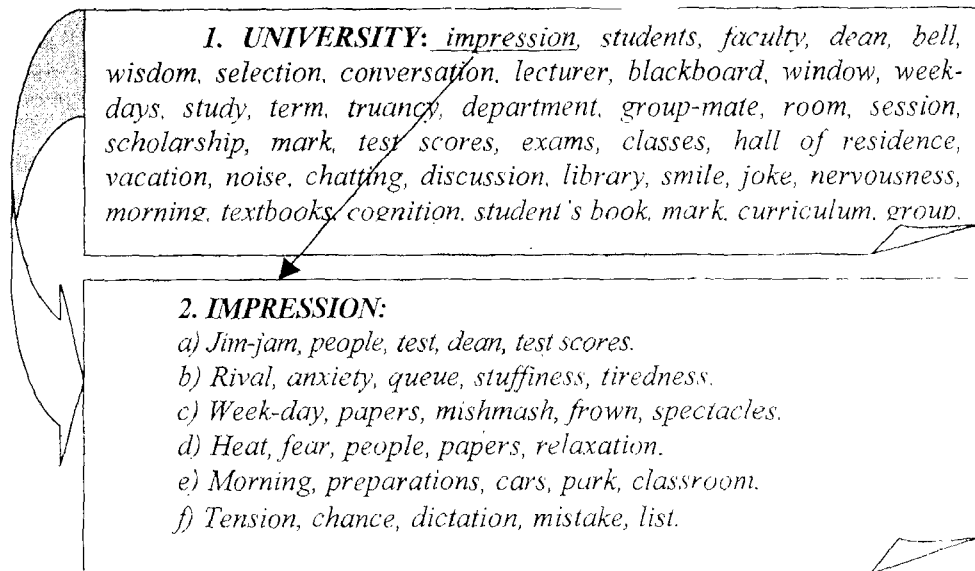 1. UNIVERSITY: impression, students, faculty, dean, bell,
wisdom, selection, conversation, lecturer, blackboard, window, week-
days, study, term, truancy, department, group-mate, room, session,
scholarship, mark, test scores, exams, classes, hall of residence,
vacation, noise, chatting, discussion, library, smile, joke, nervousness,
morning, textbooks, cognition, student's book, mark, curriculum, group,
2. IMPRESSION:
a) Jim-jam, people, test, dean, test scores.
b) Rival, anxiety, queue, stuffiness, tiredness.
c) Week-day, papers, mishmash, frown, spectacles.
d) Heat, fear, people, papers, relaxation.
e) Morning, preparations, cars, park, classroom.
f) Tension, chance, dictation, mistake, list.